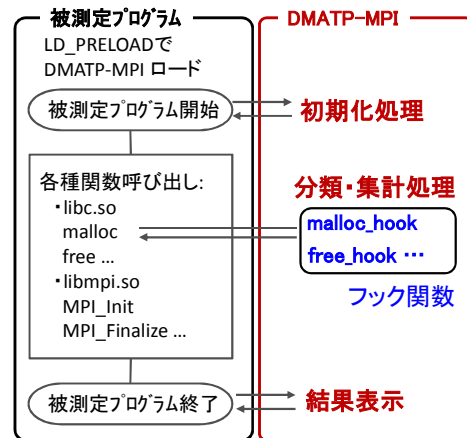 被測定プログラム
LD_PRELOADで
DMATP-MPI ロード
被測定プログラム開始
各種関数呼び出し:
・libc.so
malloc
free ...
・libmpi.so
MPI_Init
MPI_Finalize ...
被測定プログラム終了
DMATP-MPI
初期化処理
分類・集計処理
malloc_hook
free_hook …
フック関数
結果表示